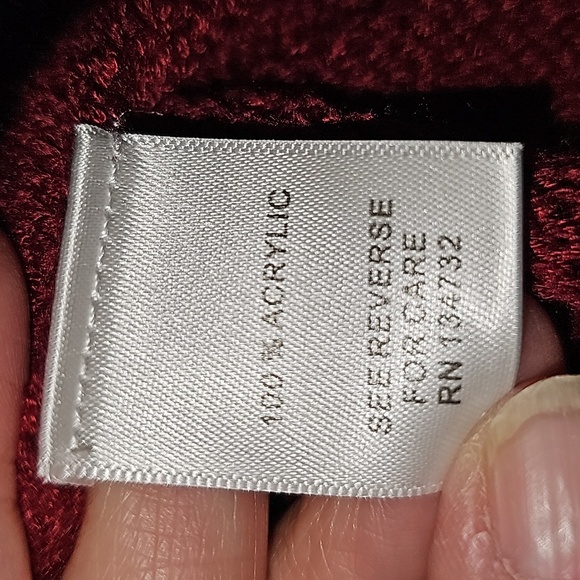 100 % ACRYLIC
SEE REVERSE
FOR CARE
RN 134732